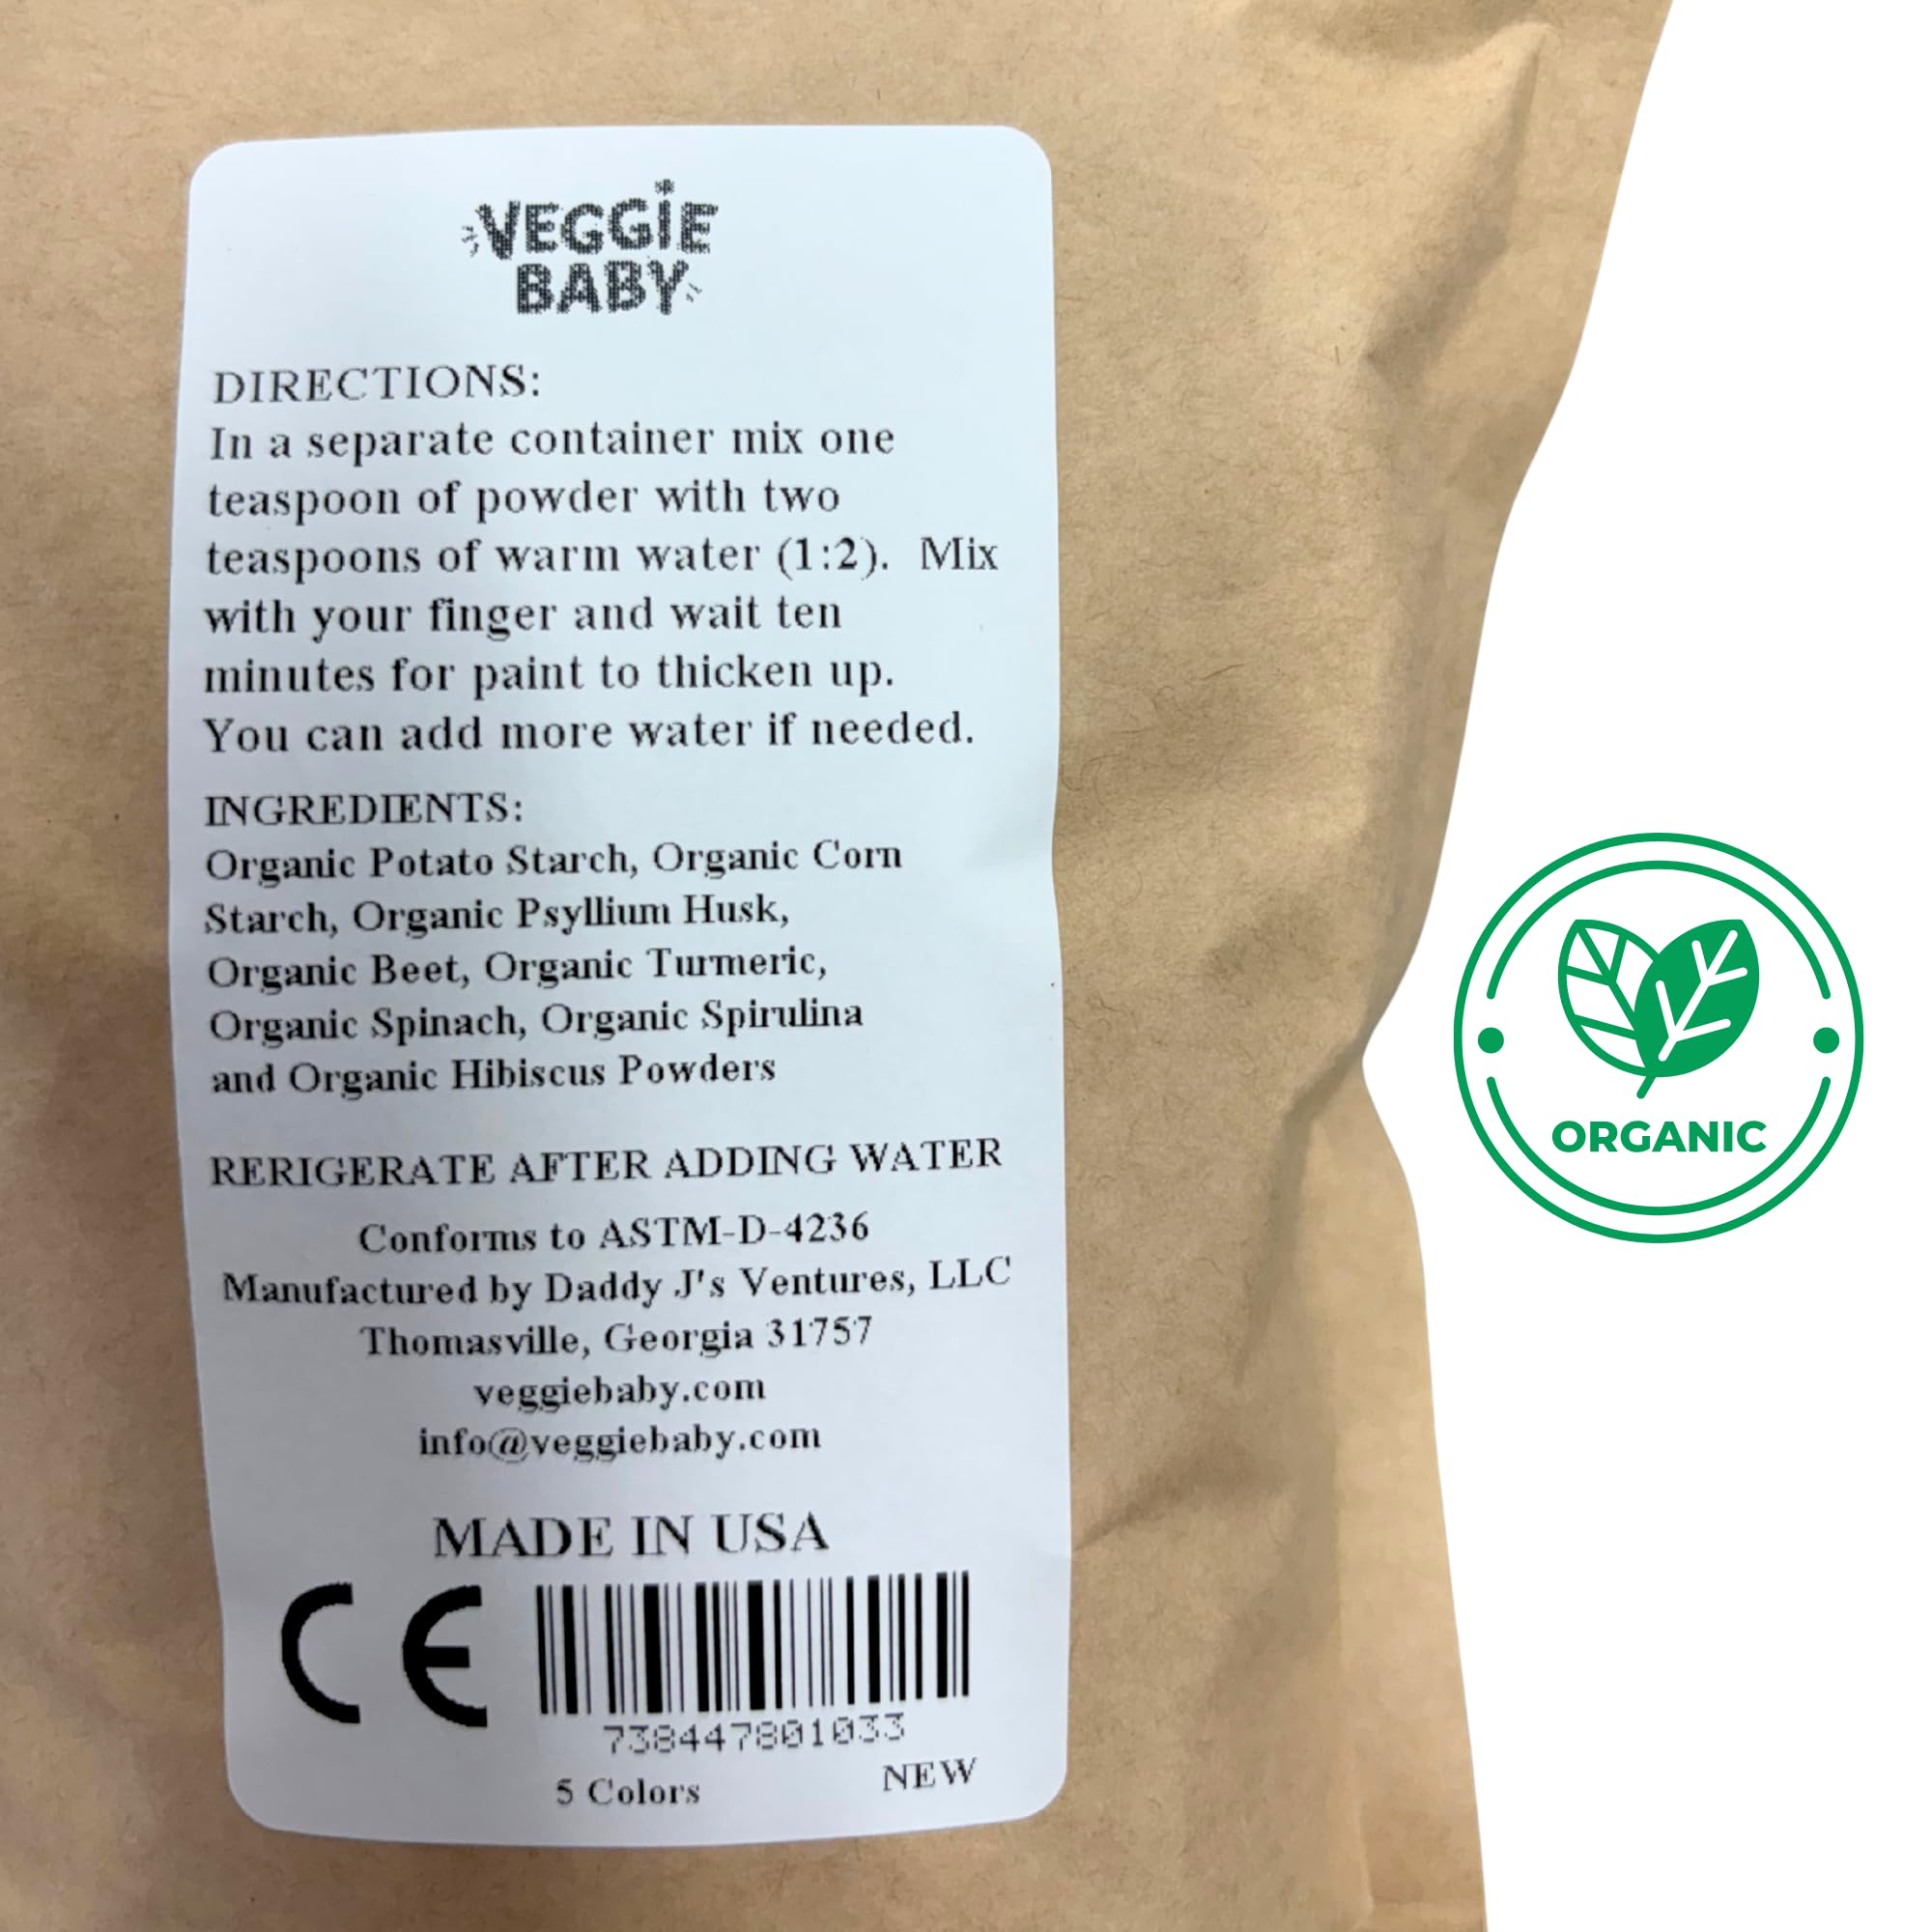 VEGGIE
BABY
DIRECTIONS:
In a separate container mix one
teaspoon of powder with two
teaspoons of warm water (1:2).  Mix
with your finger and wait ten
minutes for paint to thicken up.
You can add more water if needed.
INGREDIENTS:
Organic Potato Starch, Organic Corn
Starch, Organic Psyllium Husk,
Organic Beet, Organic Turmeric,
Organic Spinach, Organic Spirulina
and Organic Hibiscus Powders
RERIGERATE AFTER ADDING WATER
Conforms to ASTM-D-4236
Manufactured by Daddy J's Ventures, LLC
Thomasville, Georgia 31757
veggiebaby.com
info@veggiebaby.com
MADE IN USA
CE
738447801033
5 Colors NEW
ORGANIC